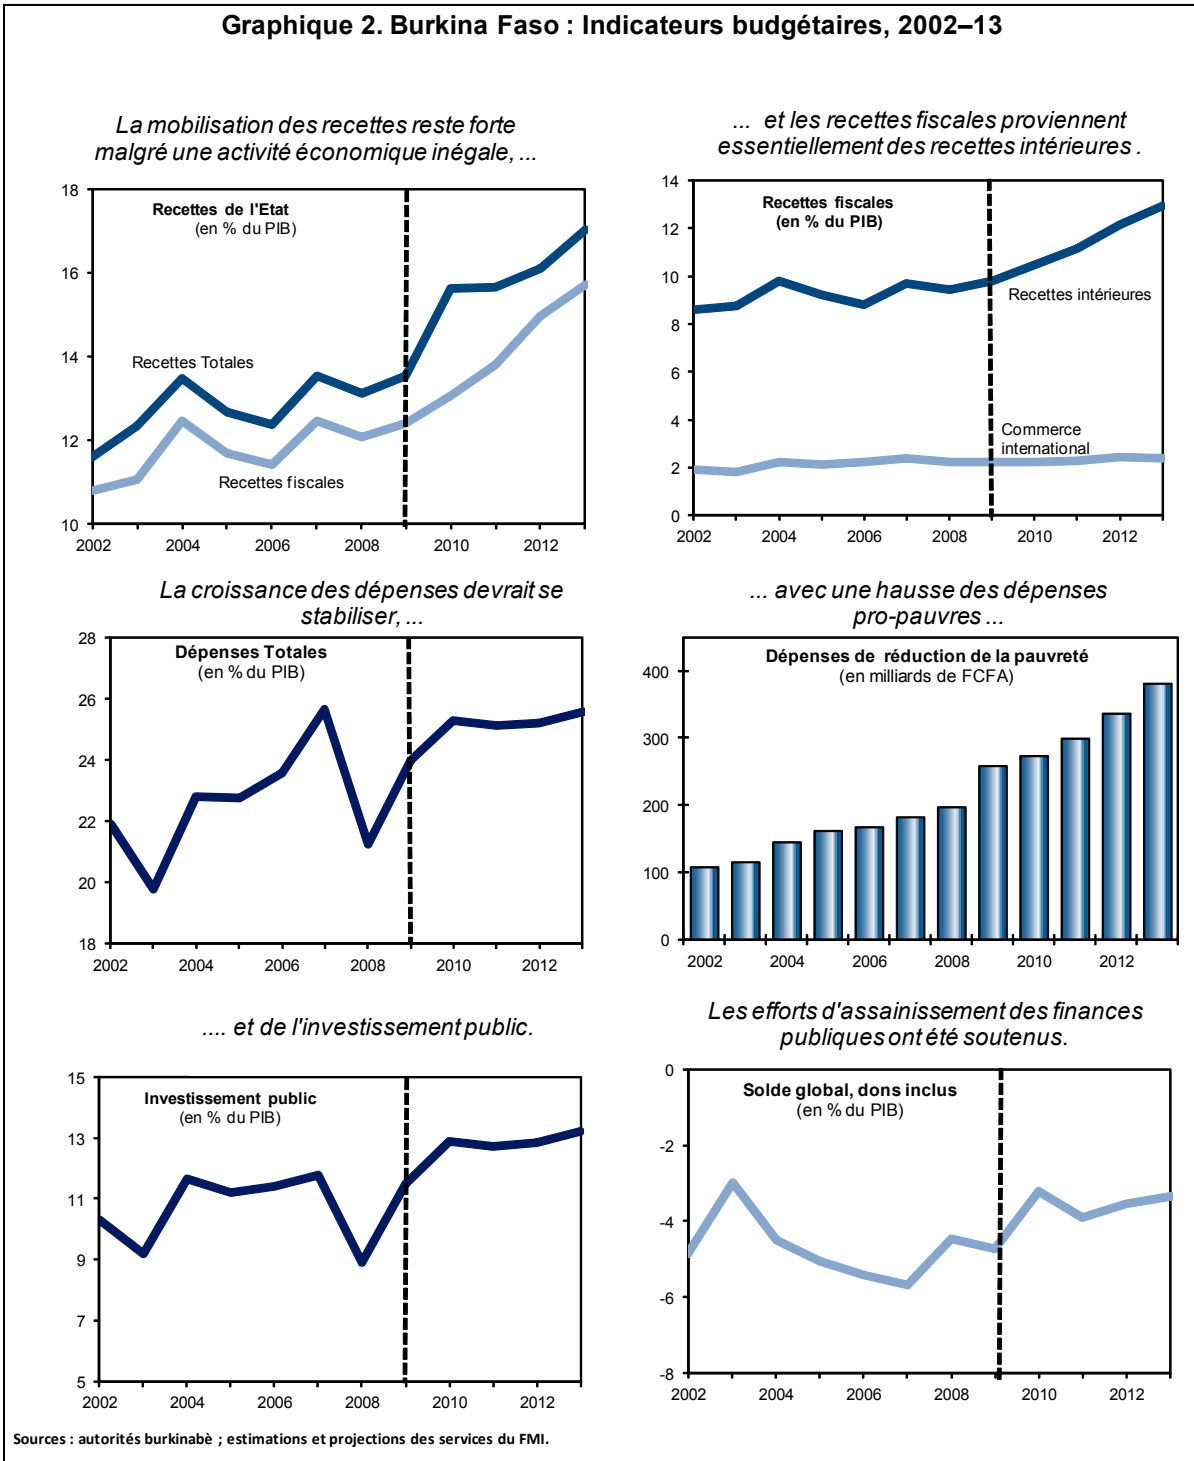 Graphique 2. Burkina Faso : Indicateurs budgétaires, 2002–13
La mobilisation des recettes reste forte
malgré une activité économique inégale, ...
18
16
14
12
10
Recettes de l'Etat
(en % du PIB)
Recettes Totales
Recettes fiscales
2002
2004
2006
2008
2010
2012
... et les recettes fiscales proviennent
essentiellement des recettes intérieures .
14
12
10
8
6
4
2
0
Recettes fiscales
(en % du PIB)
Recettes intérieures
Commerce
international
2002
2004
2006
2008
2010
2012
La croissance des dépenses devrait se
stabiliser, ...
28
26
24
22
20
18
Dépenses Totales
(en % du PIB)
2002
2004
2006
2008
2010
2012
... avec une hausse des dépenses
pro-pauvres ...
400
300
200
100
0
Dépenses de réduction de la pauvreté
(en milliards de FCFA)
2002
2004
2006
2008
2010
2012
.... et de l'investissement public.
15
13
11
9
7
5
Investissement public
(en % du PIB)
2002
2004
2006
2008
2010
2012
Les efforts d'assainissement des finances
publiques ont été soutenus.
0
-2
-4
-6
-8
Solde global, dons inclus
(en % du PIB)
2002
2004
2006
2008
2010
2012
Sources : autorités burkinabè ; estimations et projections des services du FMI.